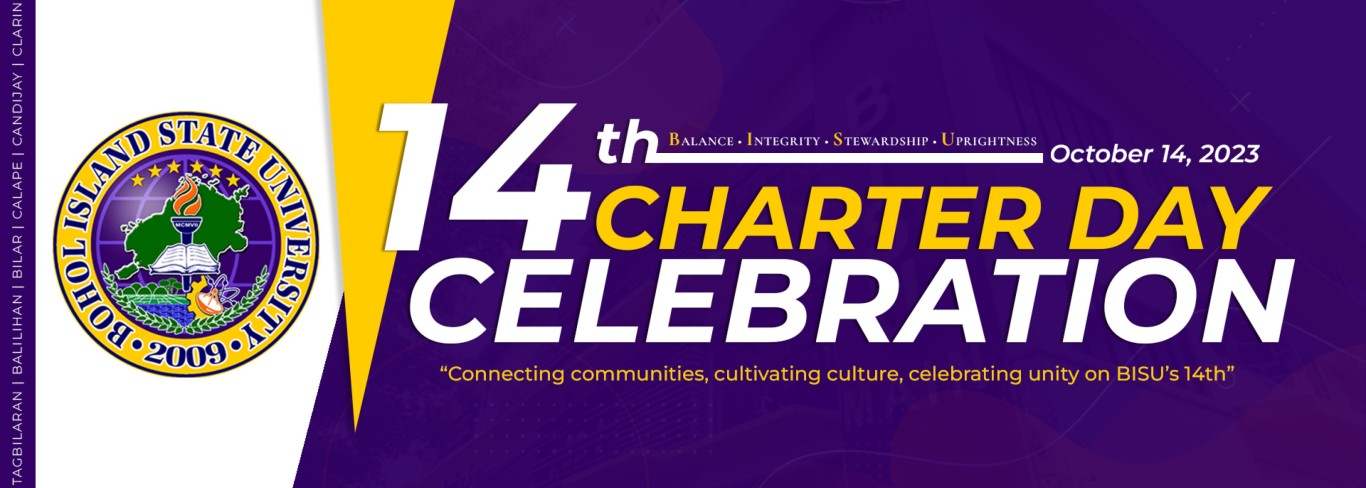 TAGBILARAN | BALILIHAN | BILAR | CALAPE | CANDIJAY | CLARIN
BOHOL ISLAND STATE UNIVERSITY
MCMVII
• 2009 •
14th
BALANCE • INTEGRITY • STEWARDSHIP • UPRIGHTNESS
October 14, 2023
CHARTER DAY
CELEBRATION
“Connecting communities, cultivating culture, celebrating unity on BISU’s 14th”